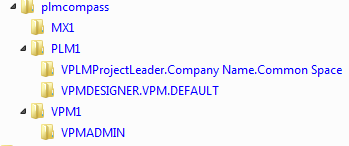 plmcompass
MX1
PLM1
VPLMProjectLeader.Company Name.Common Space
VPMDESIGNER.VPM.DEFAULT
VPM1
VPMADMIN